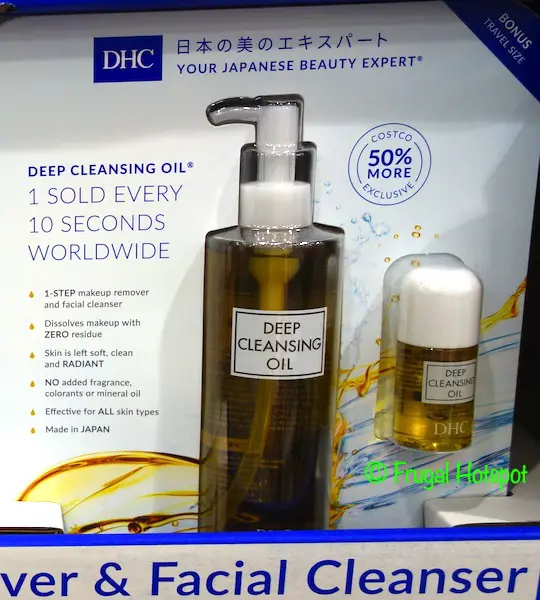 DHC
日本の美のエキスパート
YOUR JAPANESE BEAUTY EXPERT®
BONUS
TRAVEL SIZE
DEEP CLEANSING OIL®
1 SOLD EVERY
10 SECONDS
WORLDWIDE
COSTCO
50%
MORE
EXCLUSIVE
1-STEP makeup remover
and facial cleanser
Dissolves makeup with
ZERO residue
Skin is left soft, clean
and RADIANT
NO added fragrance,
colorants or mineral oil
Effective for ALL skin types
Made in JAPAN
DEEP
CLEANSING
OIL
DEEP
CLEANSING
OIL
DHC
© Frugal Hotspot
ver & Facial Cleanser